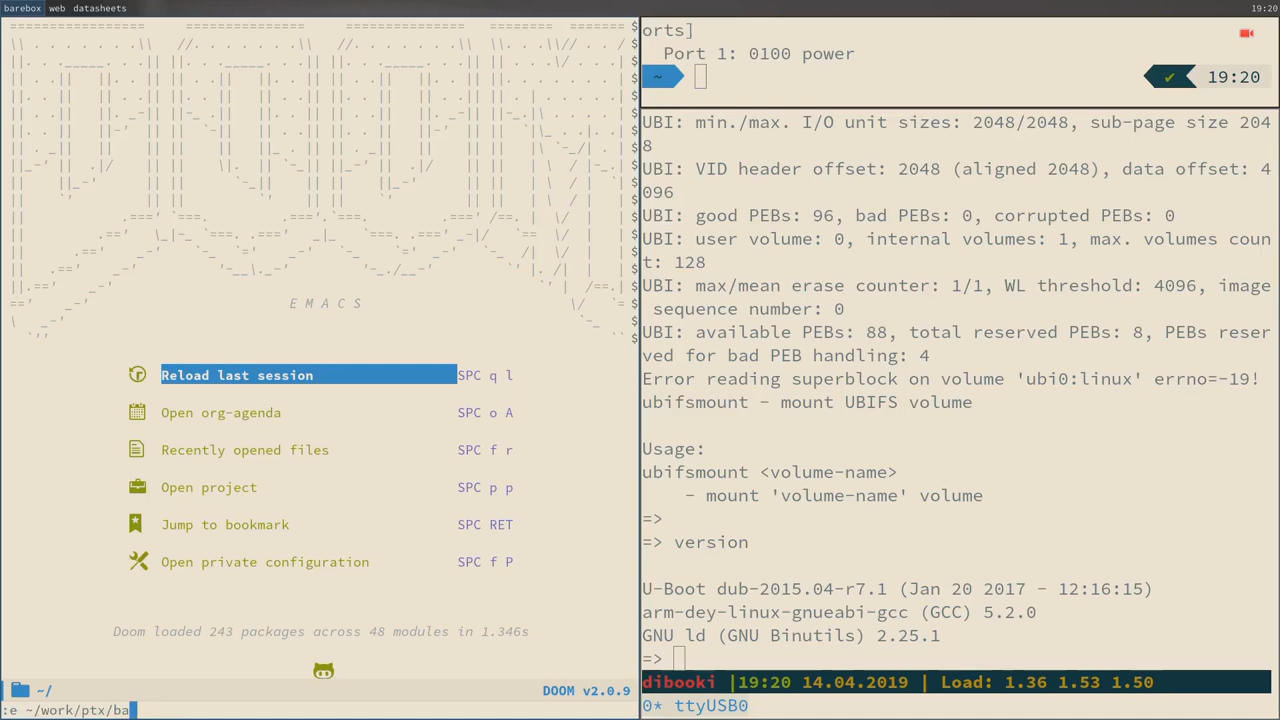 barebox web datasheets
19:20
EMACS
Reload last session SPC q l
Open org-agenda SPC o A
Recently opened files SPC f r
Open project SPC p p
Jump to bookmark SPC RET
Open private configuration SPC f P
Doom loaded 243 packages across 48 modules in 1.346s
~/ DOOM v2.0.9
:e ~/work/ptx/ba
orts]
Port 1: 0100 power
~ ✔ 19:20
UBI: min./max. I/O unit sizes: 2048/2048, sub-page size 204
8
UBI: VID header offset: 2048 (aligned 2048), data offset: 4
096
UBI: good PEBs: 96, bad PEBs: 0, corrupted PEBs: 0
UBI: user volume: 0, internal volumes: 1, max. volumes coun
t: 128
UBI: max/mean erase counter: 1/1, WL threshold: 4096, image
sequence number: 0
UBI: available PEBs: 88, total reserved PEBs: 8, PEBs reser
ved for bad PEB handling: 4
Error reading superblock on volume 'ubi0:linux' errno=-19!
ubifsmount - mount UBIFS volume
Usage:
ubifsmount <volume-name>
- mount 'volume-name' volume
=>
=> version
U-Boot dub-2015.04-r7.1 (Jan 20 2017 - 12:16:15)
arm-dey-linux-gnueabi-gcc (GCC) 5.2.0
GNU ld (GNU Binutils) 2.25.1
=>
dibooki |19:20 14.04.2019 | Load: 1.36 1.53 1.50
0* ttyUSB0